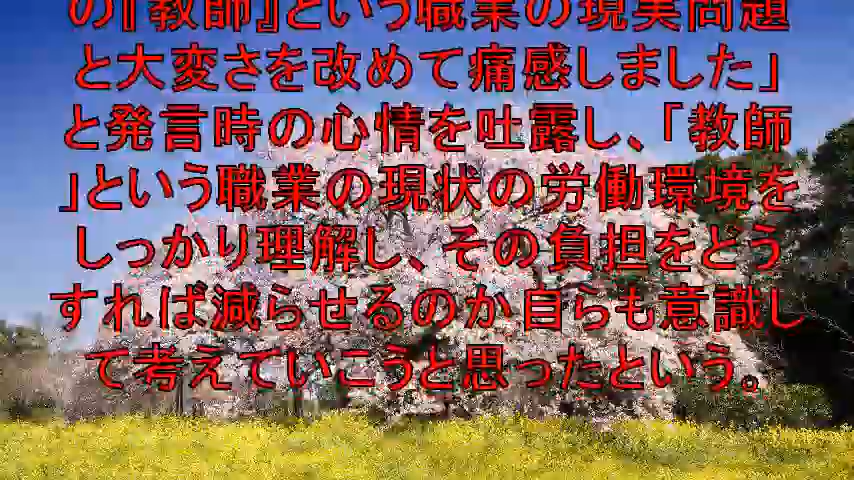 の『教師』という職業の現実問題
と大変さを改めて痛感しました」
と発言時の心情を吐露し、「教師
」という職業の現状の労働環境を
しっかり理解し、その負担をどう
すれば減らせるのか自らも意識し
て考えていこうと思ったという。